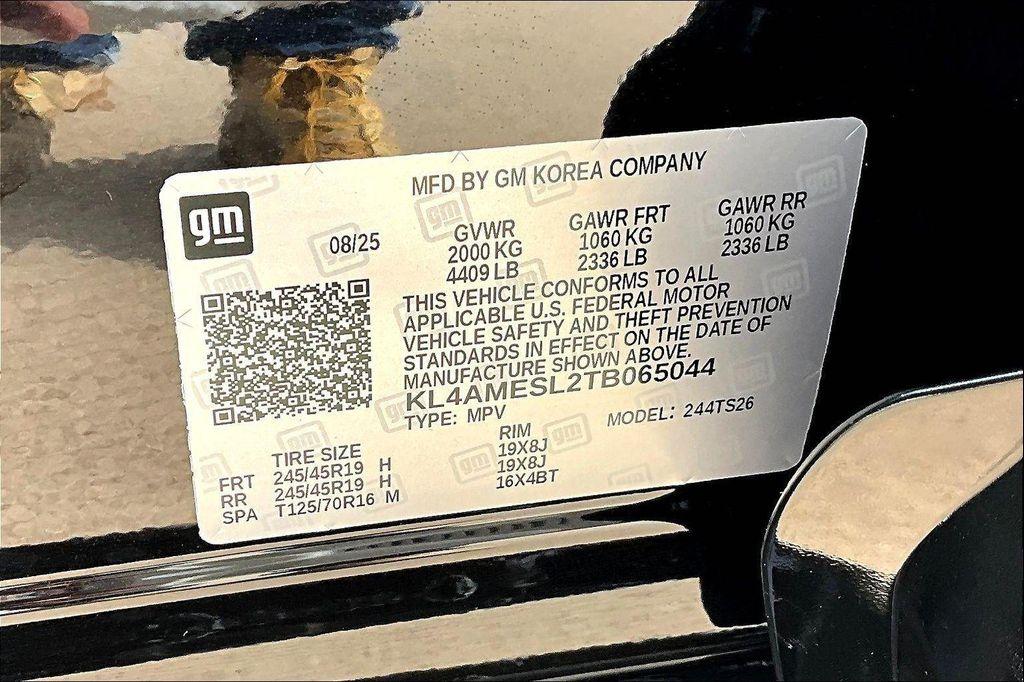 MFD BY GM KOREA COMPANY
gm
08/25
GVWR GAWR FRT GAWR RR
2000 KG 1060 KG 1060 KG
4409 LB 2336 LB 2336 LB
THIS VEHICLE CONFORMS TO ALL
APPLICABLE U.S. FEDERAL MOTOR
VEHICLE SAFETY AND THEFT PREVENTION
STANDARDS IN EFFECT ON THE DATE OF
MANUFACTURE SHOWN ABOVE.
KL4AMESL2TB065044
TYPE: MPV MODEL: 244TS26
TIRE SIZE RIM
FRT 245/45R19 H 19X8J
RR 245/45R19 H 19X8J
SPA T125/70R16 M 16X4BT